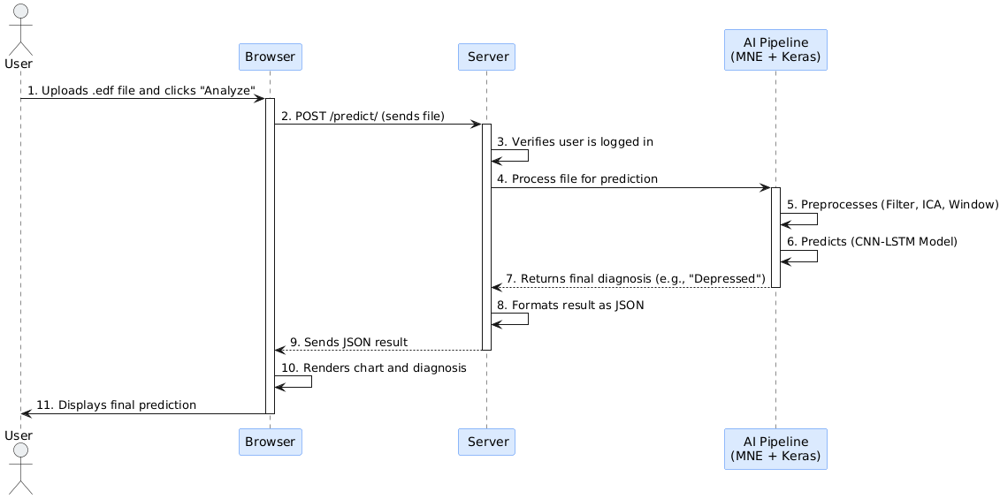 User
Browser
Server
AI Pipeline
(MNE + Keras)
1. Uploads .edf file and clicks "Analyze"
2. POST /predict/ (sends file)
3. Verifies user is logged in
4. Process file for prediction
5. Preprocesses (Filter, ICA, Window)
6. Predicts (CNN-LSTM Model)
7. Returns final diagnosis (e.g., "Depressed")
8. Formats result as JSON
9. Sends JSON result
10. Renders chart and diagnosis
11. Displays final prediction
User
Browser
Server
AI Pipeline
(MNE + Keras)